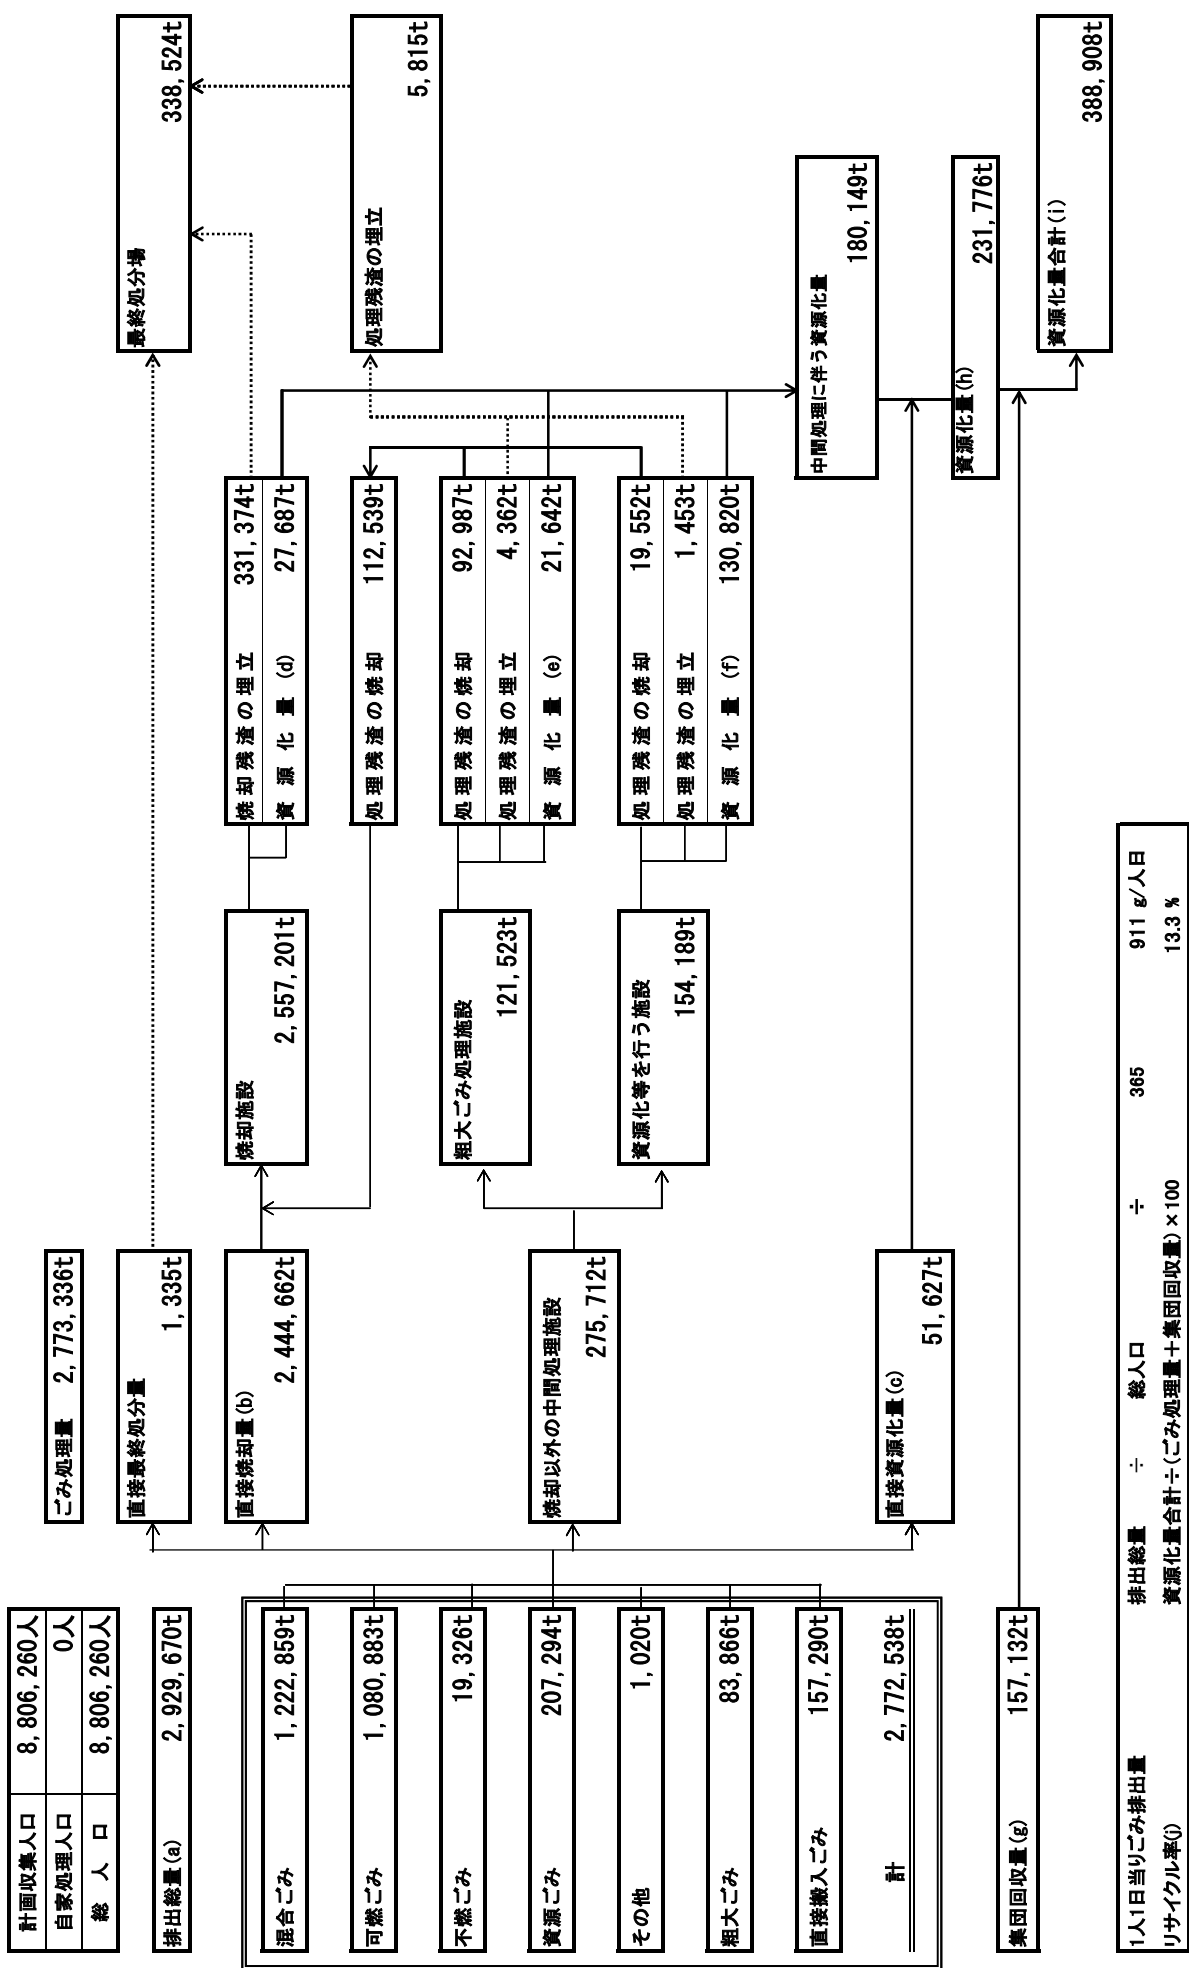 計画収集人口 8,806,260人
自家処理人口 0人
総人口 8,806,260人
排出総量(a) 2,929,670t
混合ごみ 1,222,859t
可燃ごみ 1,080,883t
不燃ごみ 19,326t
資源ごみ 207,294t
その他 1,020t
粗大ごみ 83,866t
直接搬入ごみ 157,290t
計 2,772,538t
集団回収量(g) 157,132t
ごみ処理量 2,773,336t
直接最終処分量
1,335t
直接焼却量(b)
2,444,662t
焼却以外の中間処理施設
275,712t
直接資源化量(c)
51,627t
焼却施設
2,557,201t
粗大ごみ処理施設
121,523t
資源化等を行う施設
154,189t
焼却残渣の埋立 331,374t
資源化量(d) 27,687t
処理残渣の焼却 112,539t
処理残渣の焼却 92,987t
処理残渣の埋立 4,362t
資源化量(e) 21,642t
処理残渣の焼却 19,552t
処理残渣の埋立 1,453t
資源化量(f) 130,820t
最終処分場
338,524t
処理残渣の埋立
5,815t
中間処理に伴う資源化量
180,149t
資源化量(h) 231,776t
資源化量合計(i)
388,908t
1人1日当りごみ排出量 排出総量 ÷ 総人口 ÷ 365 911 g/人日
リサイクル率(j) 資源化量合計÷(ごみ処理量＋集団回収量)×100 13.3 %